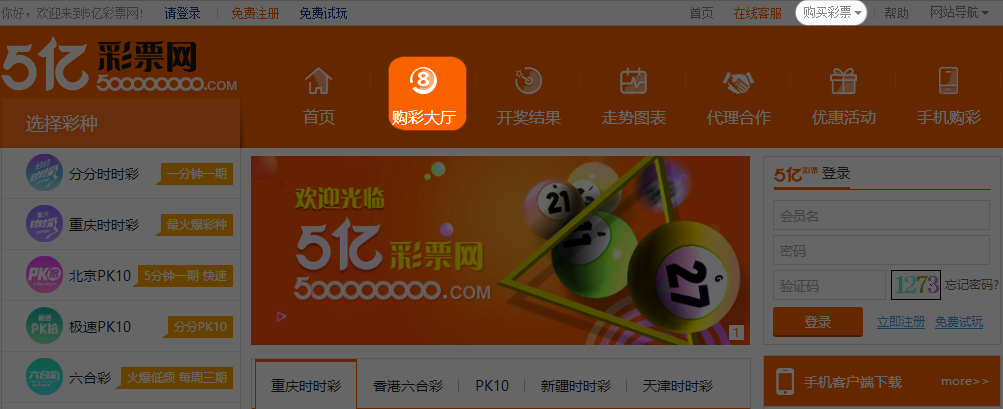 你好，欢迎来到5亿彩票网! 请登录 免费注册 免费试玩 首页 在线客服 购买彩票 帮助 网站导航
5亿 彩票网
500000000.COM
首页 购彩大厅 开奖结果 走势图表 代理合作 优惠活动 手机购彩
选择彩种
分分时时彩 一分钟一期
重庆时时彩 最火爆彩种
北京PK10 5分钟一期 快速
极速PK10 分分PK10
六合彩 火爆低频 每周三期
欢迎光临
5亿 彩票网
500000000.COM
21
27
1
5亿彩票 登录
会员名
密码
验证码 1273 忘记密码?
登录 立即注册 免费试玩
重庆时时彩 香港六合彩 PK10 新疆时时彩 天津时时彩
手机客户端下载 more>>